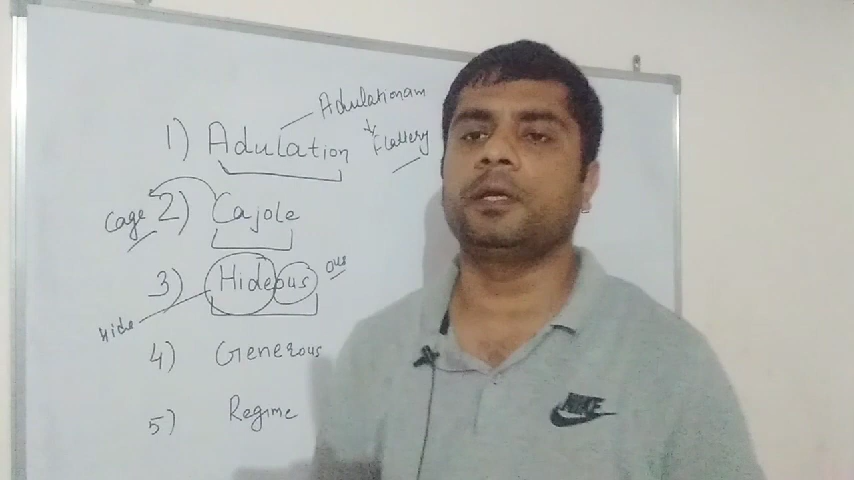 Adulationam
1) Adulation
Flattery
Cage 2) Cajole
3) Hideous ous
Hide
4) Generous
5) Regime
NIKE